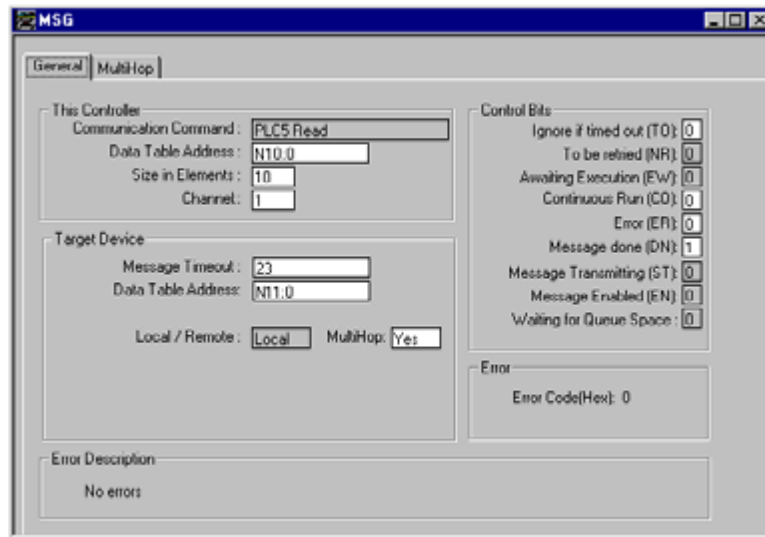 MSG
General MultiHop
This Controller
Communication Command : PLC5 Read
Data Table Address : N10:0
Size in Elements : 10
Channel: 1
Target Device
Message Timeout : 23
Data Table Address: N11:0
Local / Remote : Local MultiHop: Yes
Control Bits
Ignore if timed out (TO): 0
To be retried (NR): 0
Awaiting Execution (EW): 0
Continuous Run (CO): 0
Error (ER): 0
Message done (DN): 1
Message Transmitting (ST): 0
Message Enabled (EN): 0
Waiting for Queue Space : 0
Error
Error Code(Hex): 0
Error Description
No errors